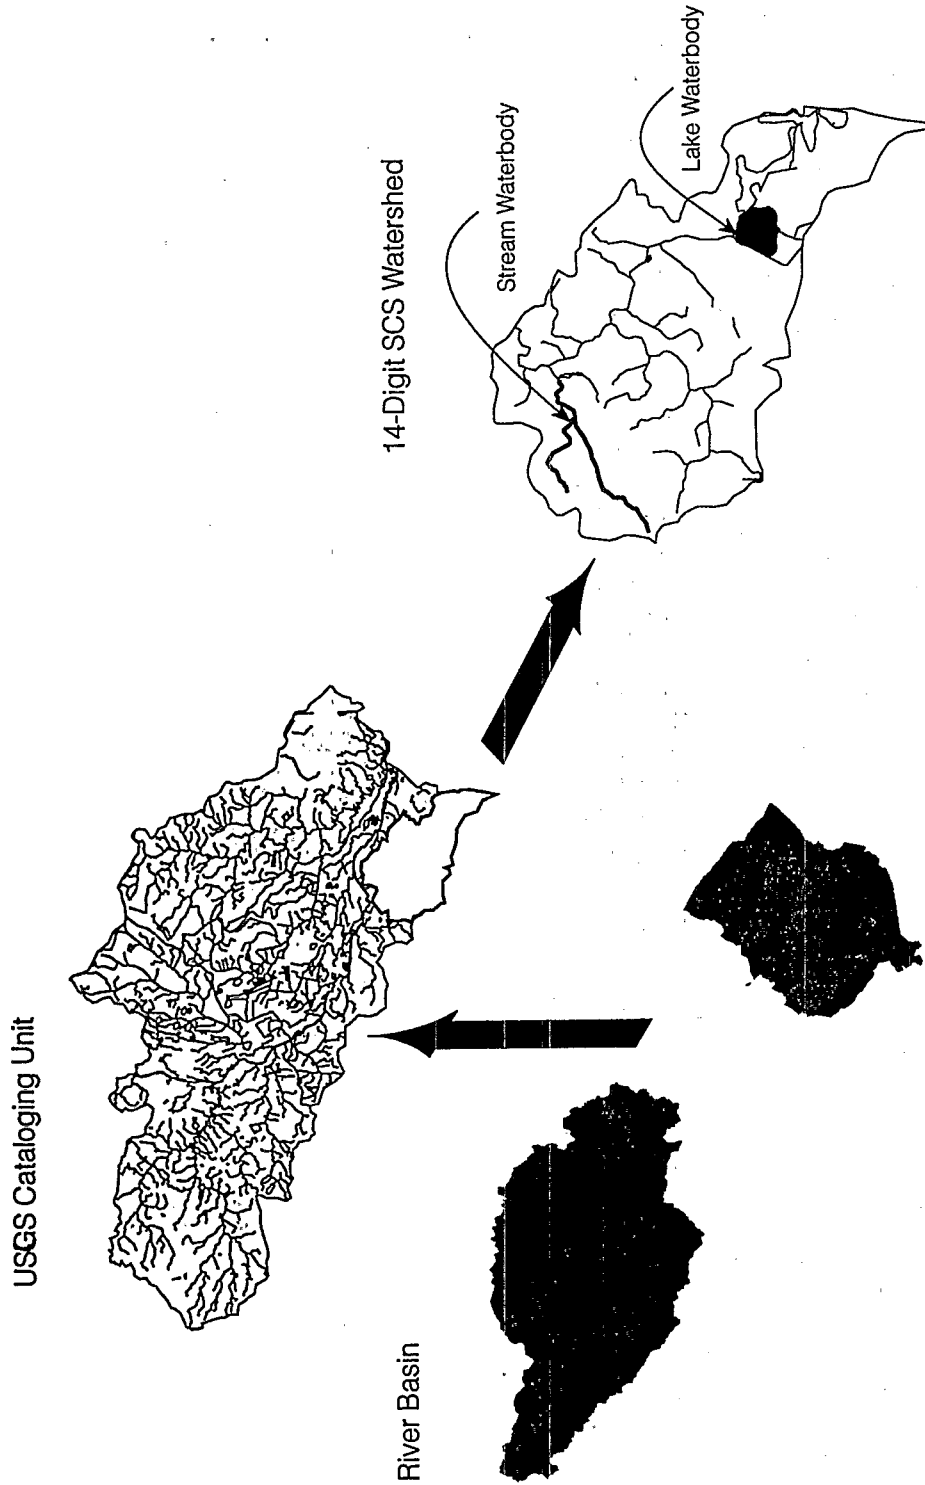 USGS Cataloging Unit
River Basin
14-Digit SCS Watershed
Stream Waterbody
Lake Waterbody